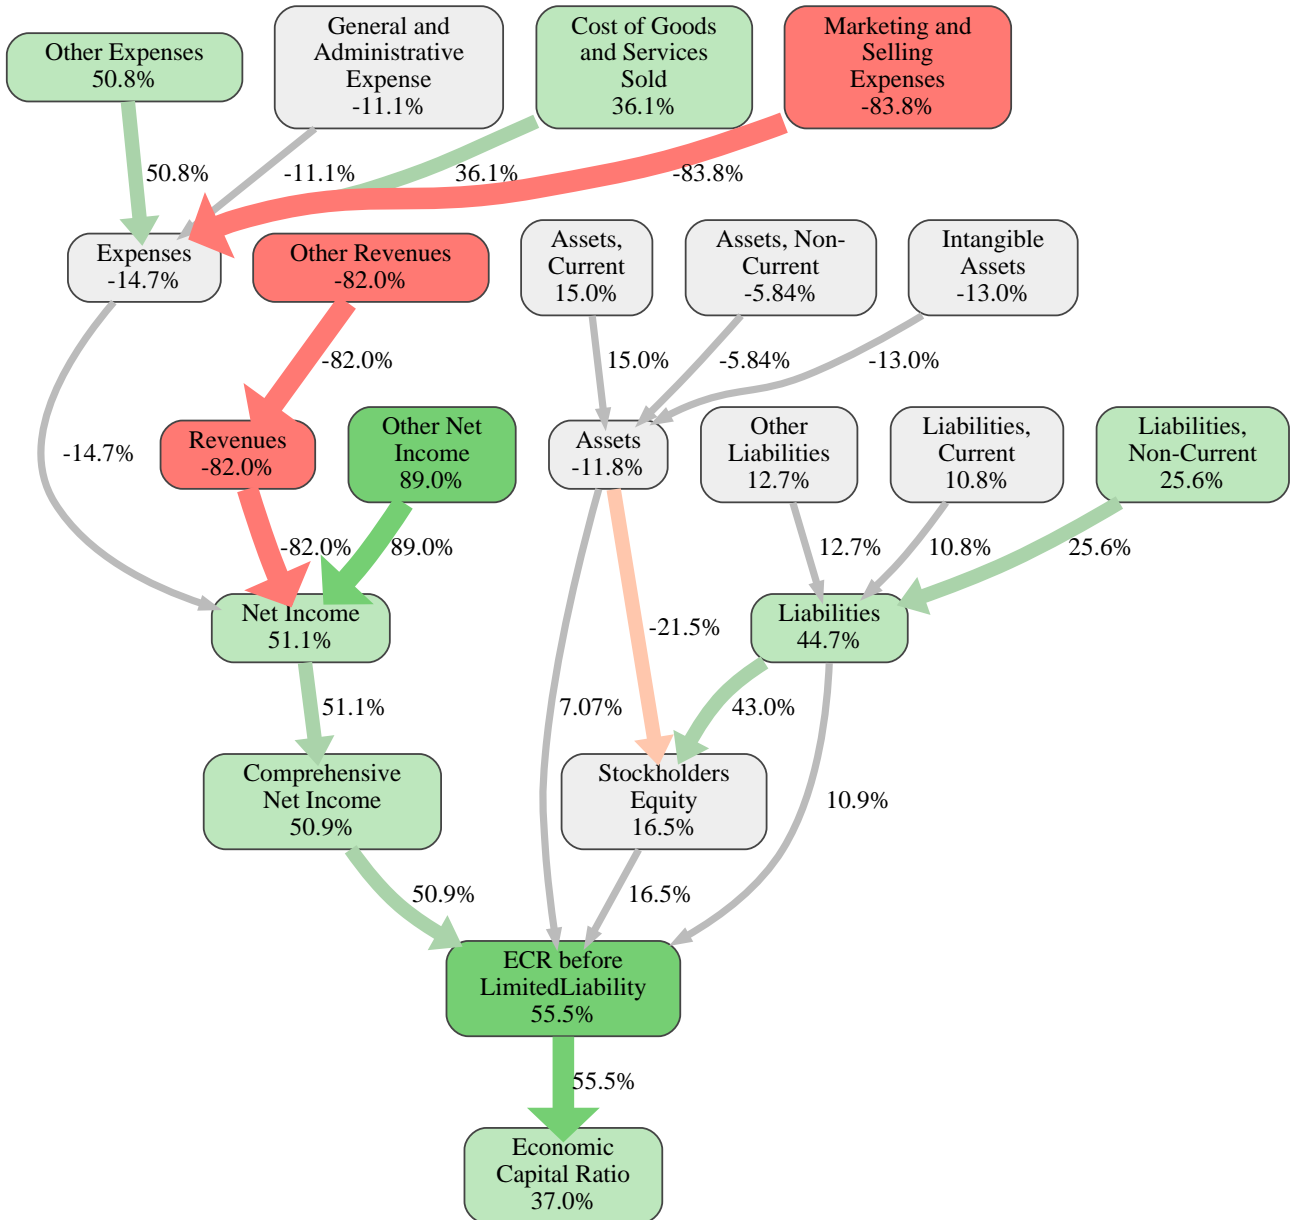 Other Expenses
50.8%
General and
Administrative
Expense
-11.1%
Cost of Goods
and Services
Sold
36.1%
Marketing and
Selling
Expenses
-83.8%
50.8%
-11.1%
36.1%
-83.8%
Expenses
-14.7%
Other Revenues
-82.0%
Assets,
Current
15.0%
Assets, Non-
Current
-5.84%
Intangible
Assets
-13.0%
-82.0%
15.0%
-5.84%
-13.0%
-14.7%
Revenues
-82.0%
Other Net
Income
89.0%
Assets
-11.8%
Other
Liabilities
12.7%
Liabilities,
Current
10.8%
Liabilities,
Non-Current
25.6%
-82.0%
89.0%
12.7%
10.8%
25.6%
Net Income
51.1%
-21.5%
Liabilities
44.7%
51.1%
7.07%
43.0%
Comprehensive
Net Income
50.9%
Stockholders
Equity
16.5%
10.9%
50.9%
16.5%
ECR before
LimitedLiability
55.5%
55.5%
Economic
Capital Ratio
37.0%